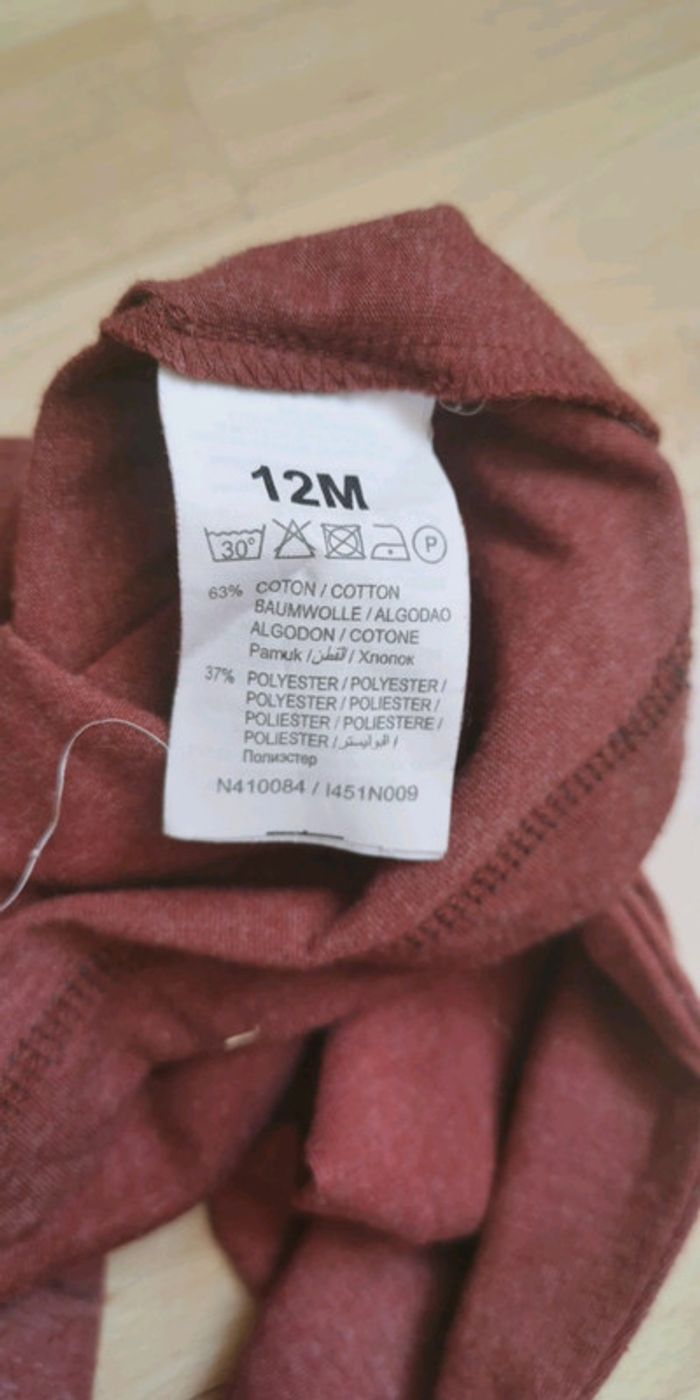 12M
30° P
63% COTON / COTTON
BAUMWOLLE / ALGODAO
ALGODON / COTONE
Pamuk / القطن / Хлопок
37% POLYESTER / POLYESTER /
POLYESTER / POLIESTER /
POLIESTER / POLIESTERE /
POLIESTER / البوليستر /
Полиэстер
N410084 / I451N009